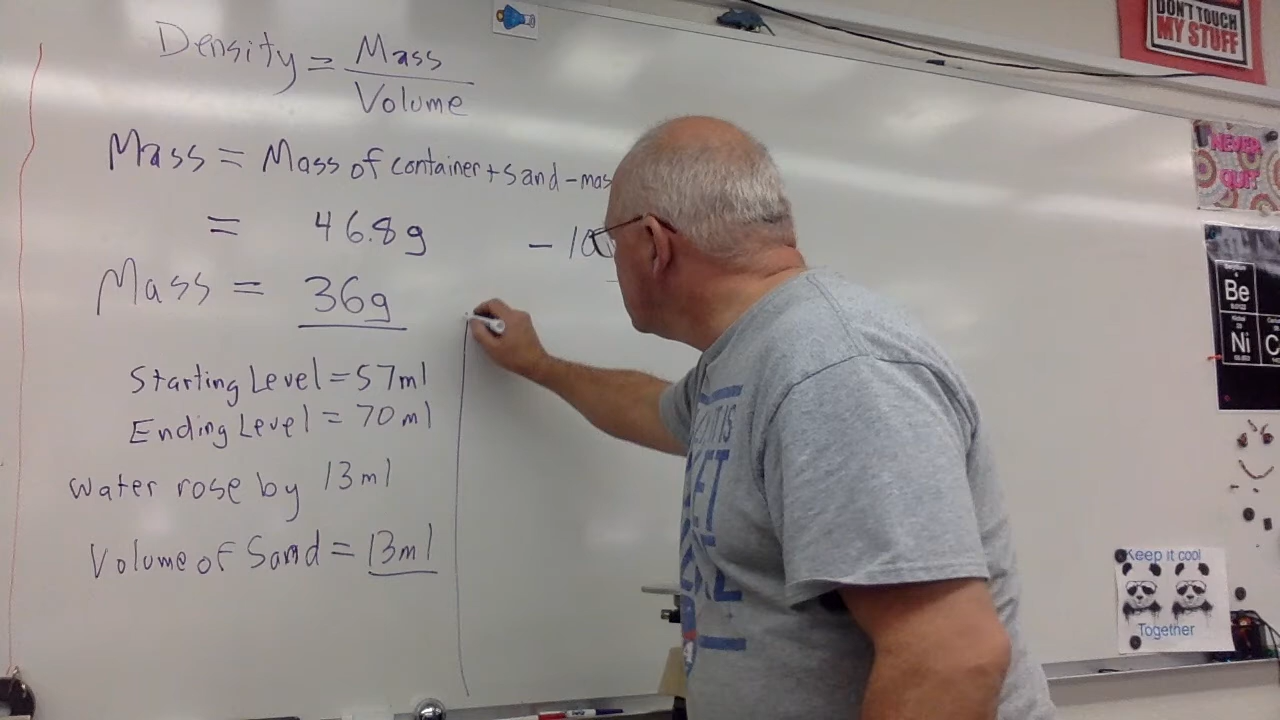 Density = Mass
Volume
Mass = Mass of container + sand - mas
= 46.8g - 10
Mass = 36g
Starting Level = 57ml
Ending Level = 70ml
Water rose by 13ml
Volume of Sand = 13ml
DON'T TOUCH
MY STUFF
NEVER
QUIT
Be
Ni C
Keep it cool
Together